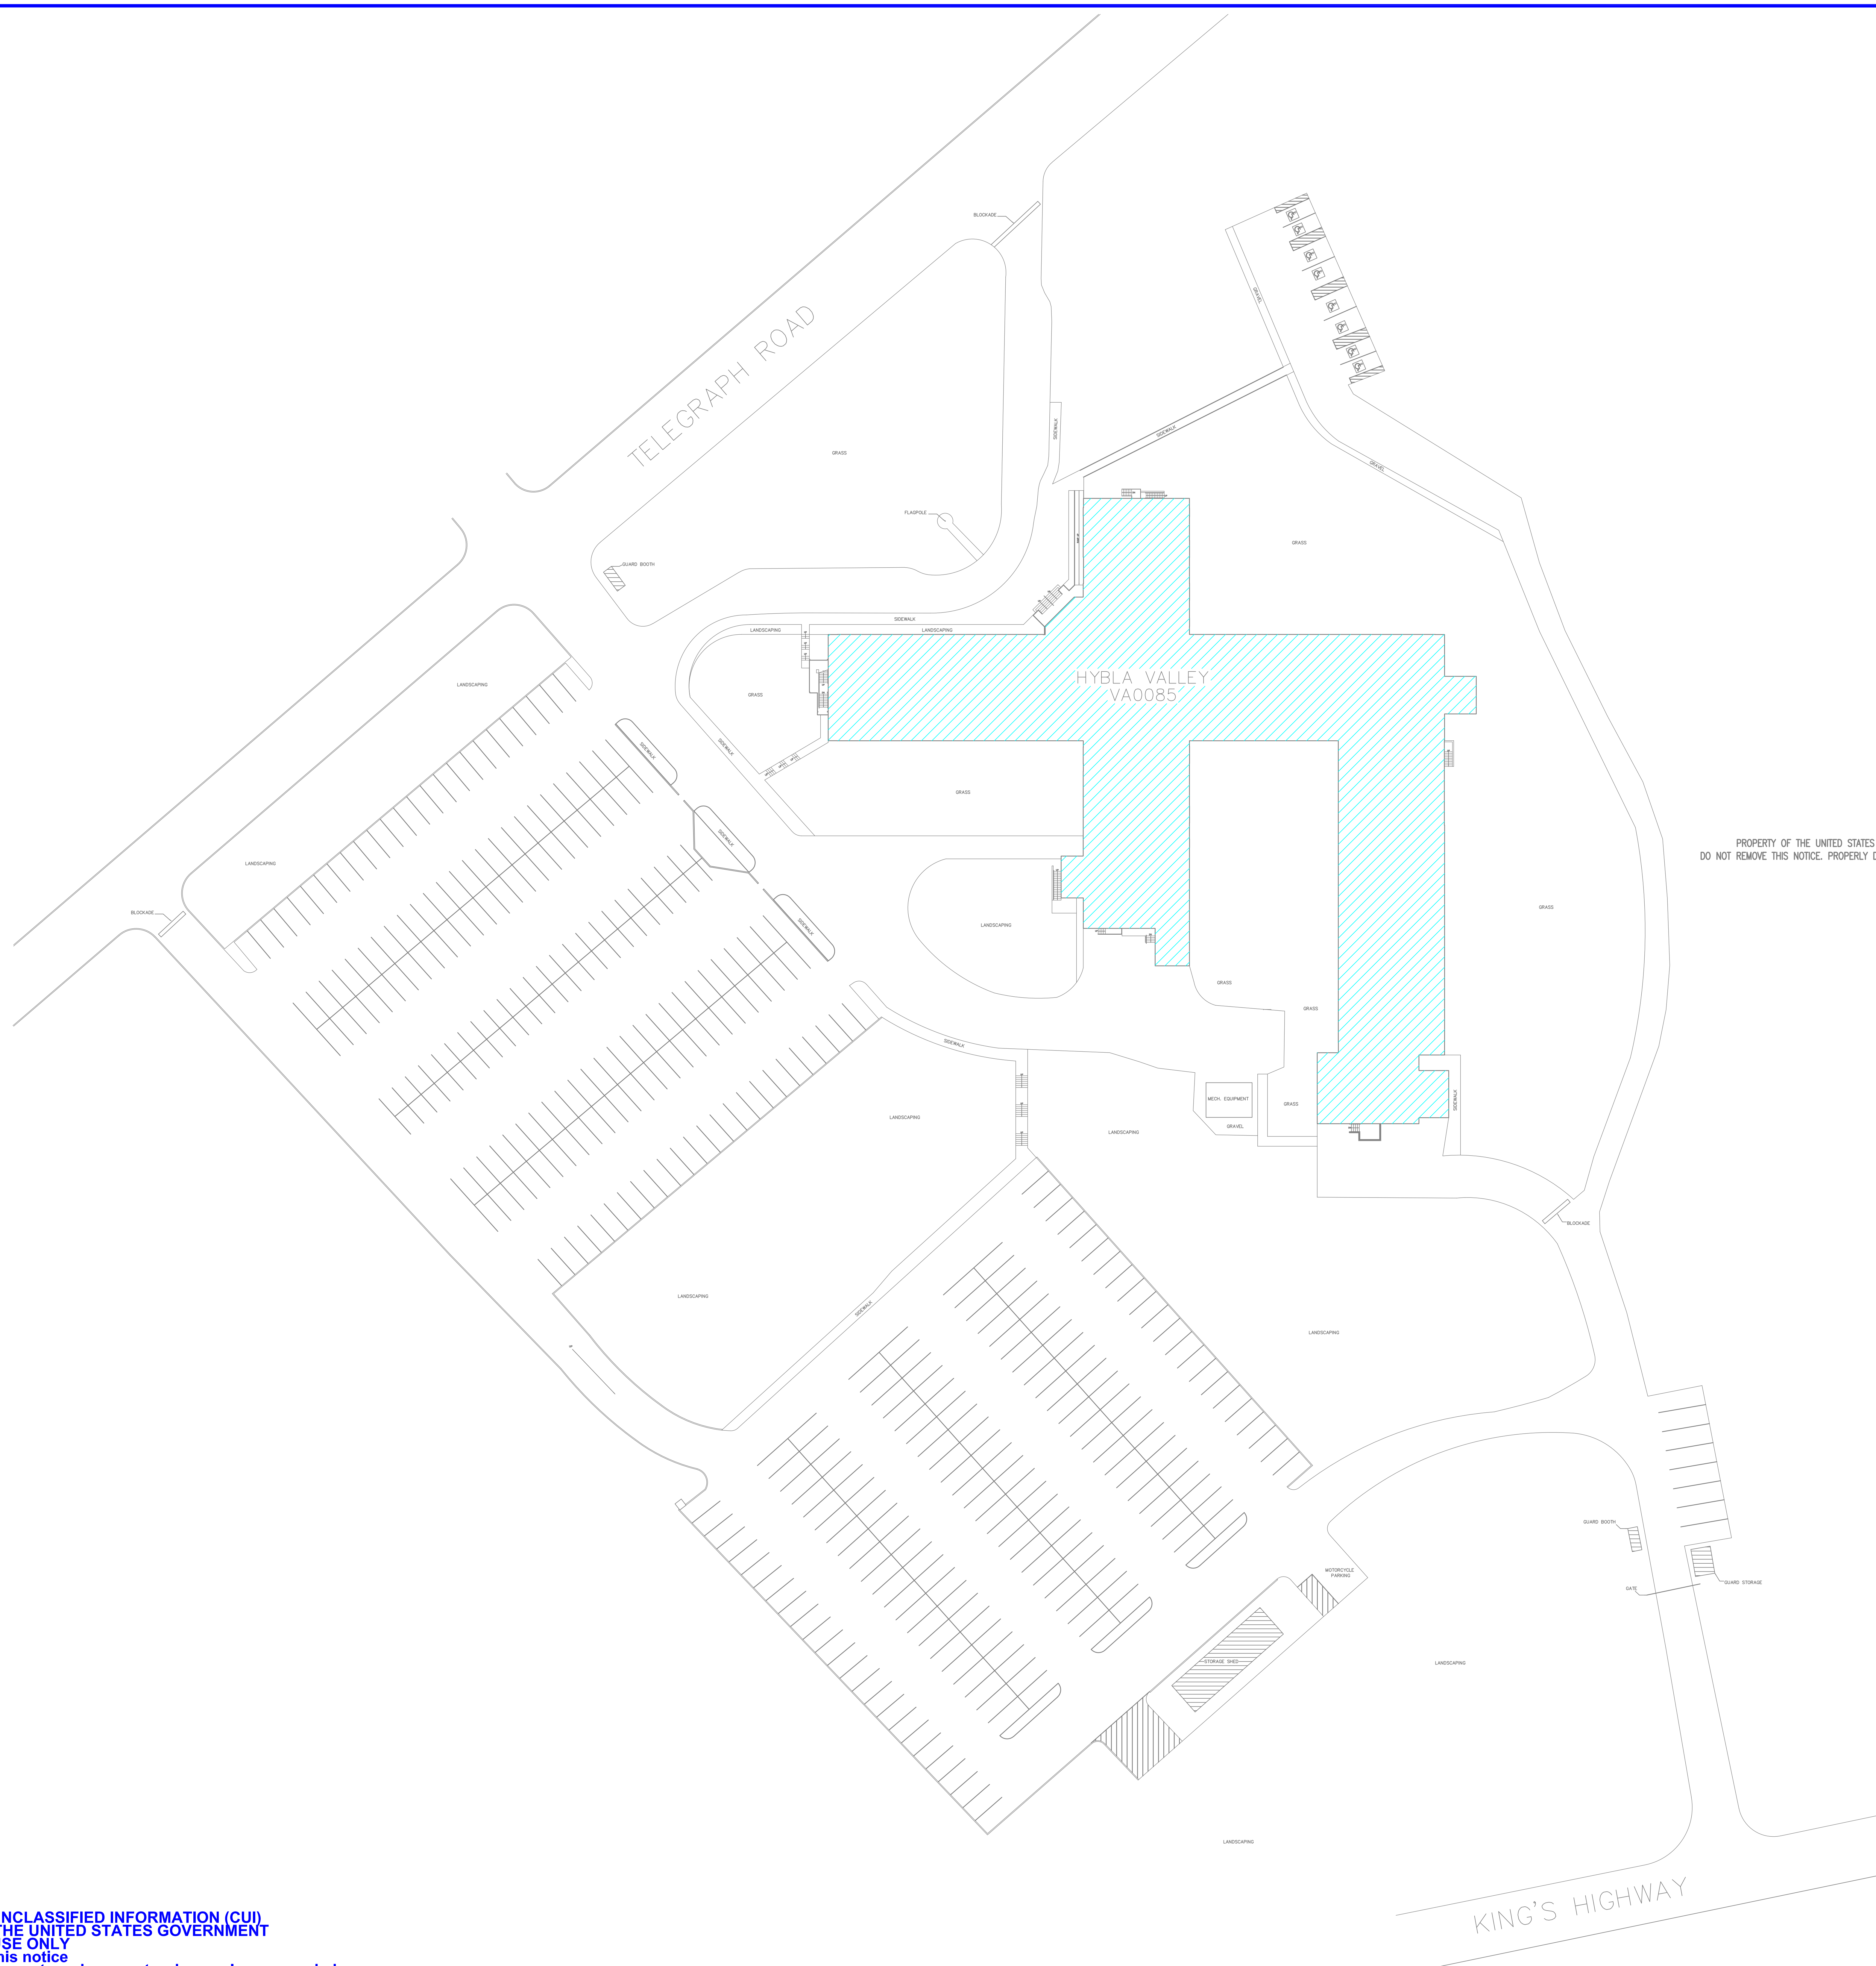 BLOCKADE
GRAVEL
TELEGRAPH ROAD
SIDEWALK
SIDEWALK
GRASS
GRAVEL
FLAGPOLE
GRASS
GUARD BOOTH
SIDEWALK
LANDSCAPING
LANDSCAPING
HYBLA VALLEY
VA0085
LANDSCAPING
GRASS
SIDEWALK
SIDEWALK
GRASS
SIDEWALK
PROPERTY OF THE UNITED STATES
DO NOT REMOVE THIS NOTICE. PROPERLY D
LANDSCAPING
GRASS
BLOCKADE
SIDEWALK
LANDSCAPING
GRASS
GRASS
SIDEWALK
MECH. EQUIPMENT
GRASS
SIDEWALK
LANDSCAPING
GRAVEL
LANDSCAPING
BLOCKADE
LANDSCAPING
SIDEWALK
LANDSCAPING
GUARD BOOTH
MOTORCYCLE
PARKING
GUARD STORAGE
GATE
STORAGE SHED
LANDSCAPING
LANDSCAPING
KING'S HIGHWAY
NCLASSIFIED INFORMATION (CUI)
THE UNITED STATES GOVERNMENT
USE ONLY
his notice